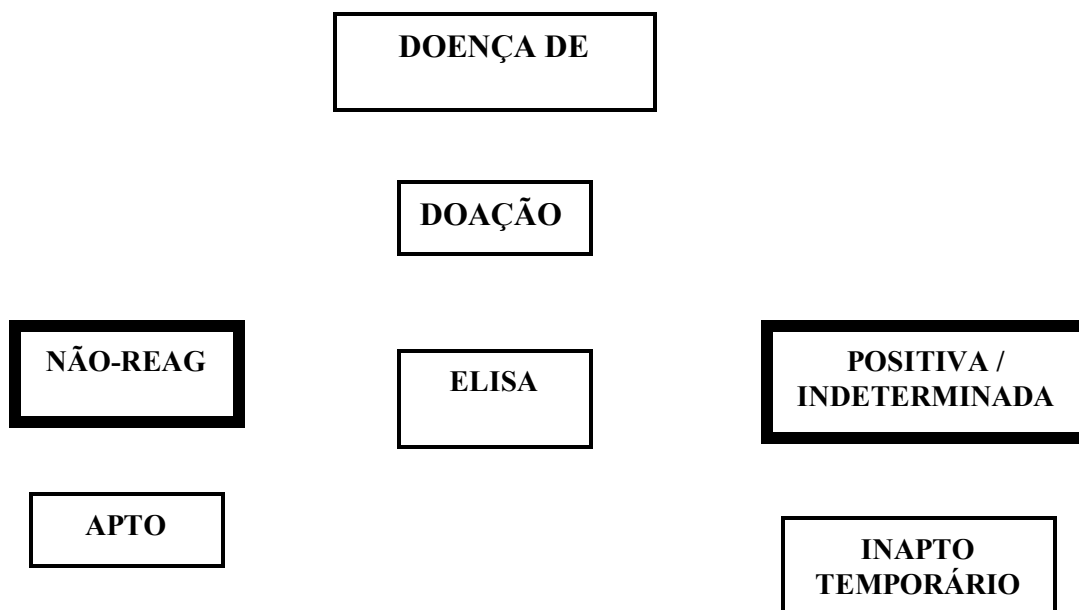 DOENÇA DE
DOAÇÃO
NÃO-REAG
ELISA
POSITIVA /
INDETERMINADA
APTO
INAPTO
TEMPORÁRIO